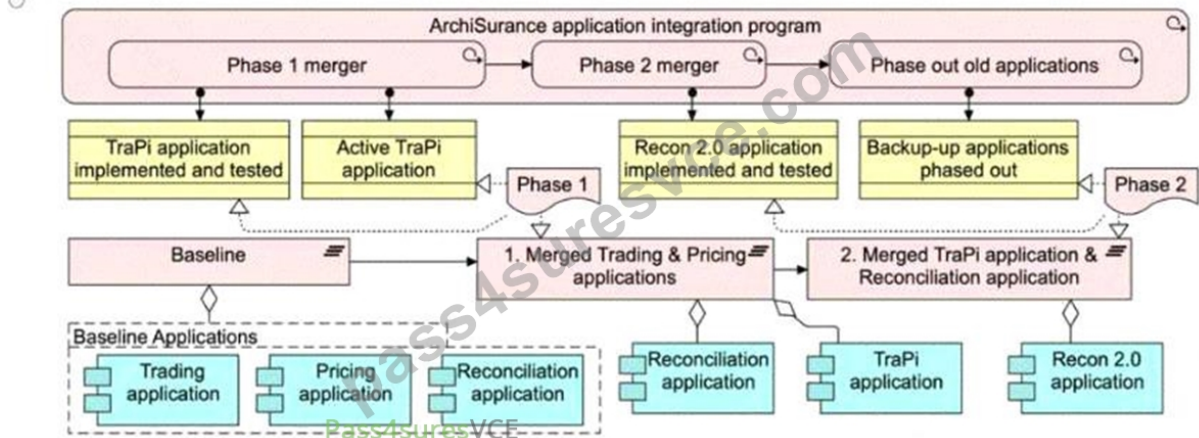 ArchiSurance application integration program
Phase 1 merger
Phase 2 merger
Phase out old applications
TraPi application
implemented and tested
Active TraPi
application
Recon 2.0 application
implemented and tested
Backup-up applications
phased out
Phase 1
Phase 2
Baseline
1. Merged Trading & Pricing
applications
2. Merged TraPi application &
Reconciliation application
Baseline Applications
Trading
application
Pricing
application
Reconciliation
application
Reconciliation
application
TraPi
application
Recon 2.0
application
pass4suresvce.com
Pass4suresVCE